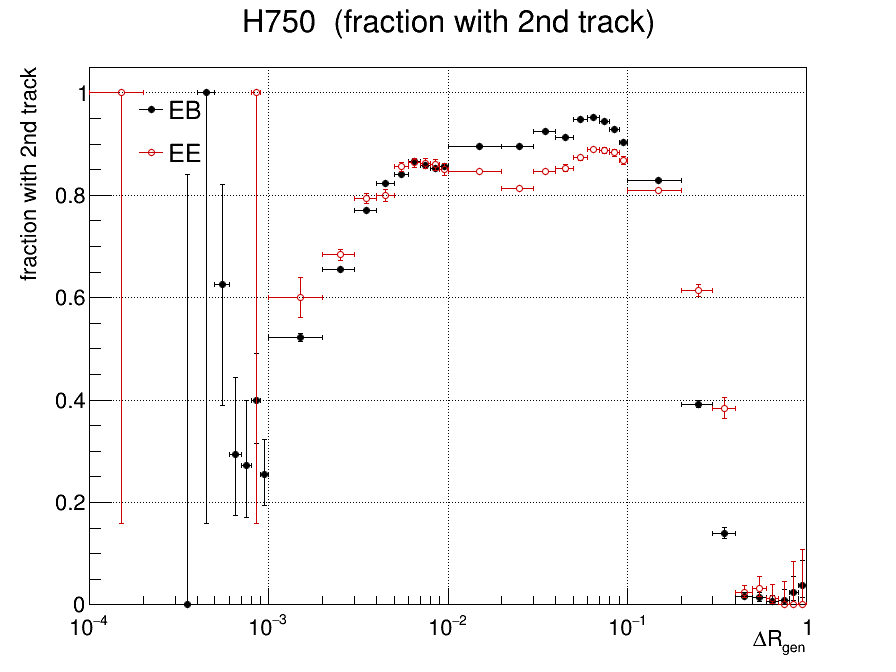 H750 (fraction with 2nd track)
fraction with 2nd track
1
0.8
0.6
0.4
0.2
0
EB
EE
10⁻⁴
10⁻³
10⁻²
10⁻¹
1
ΔR_gen